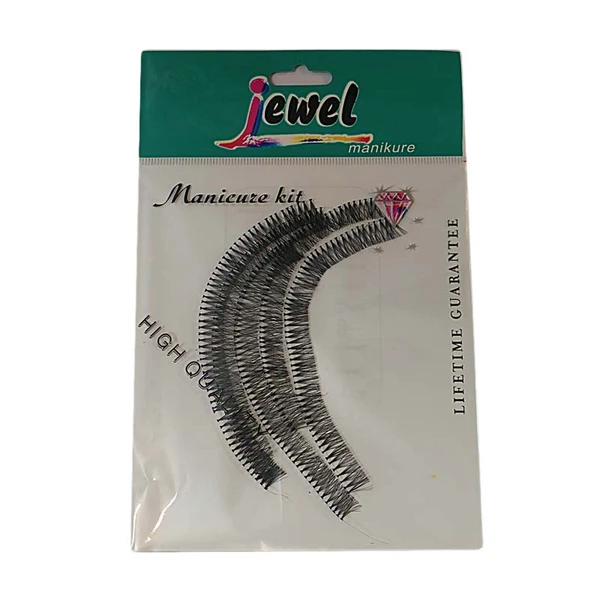 jewel
manikure
Manicure kit
HIGH QU
LIFETIME GUARANTEE